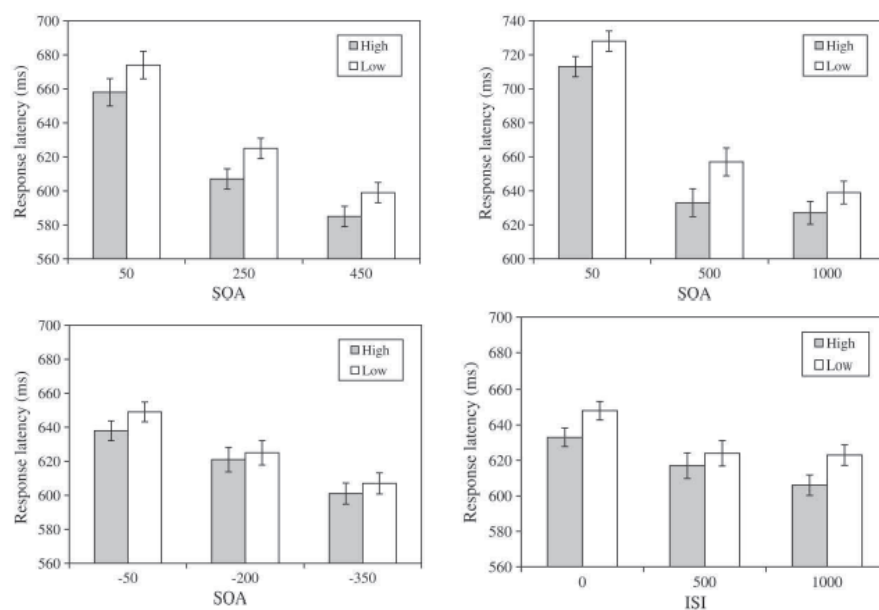 700
680
660
640
620
600
580
560
Response latency (ms)
High
Low
50 250 450
SOA
740
720
700
680
660
640
620
600
Response latency (ms)
High
Low
50 500 1000
SOA
700
680
660
640
620
600
580
560
Response latency (ms)
High
Low
-50 -200 -350
SOA
700
680
660
640
620
600
580
560
Response latency (ms)
High
Low
0 500 1000
ISI